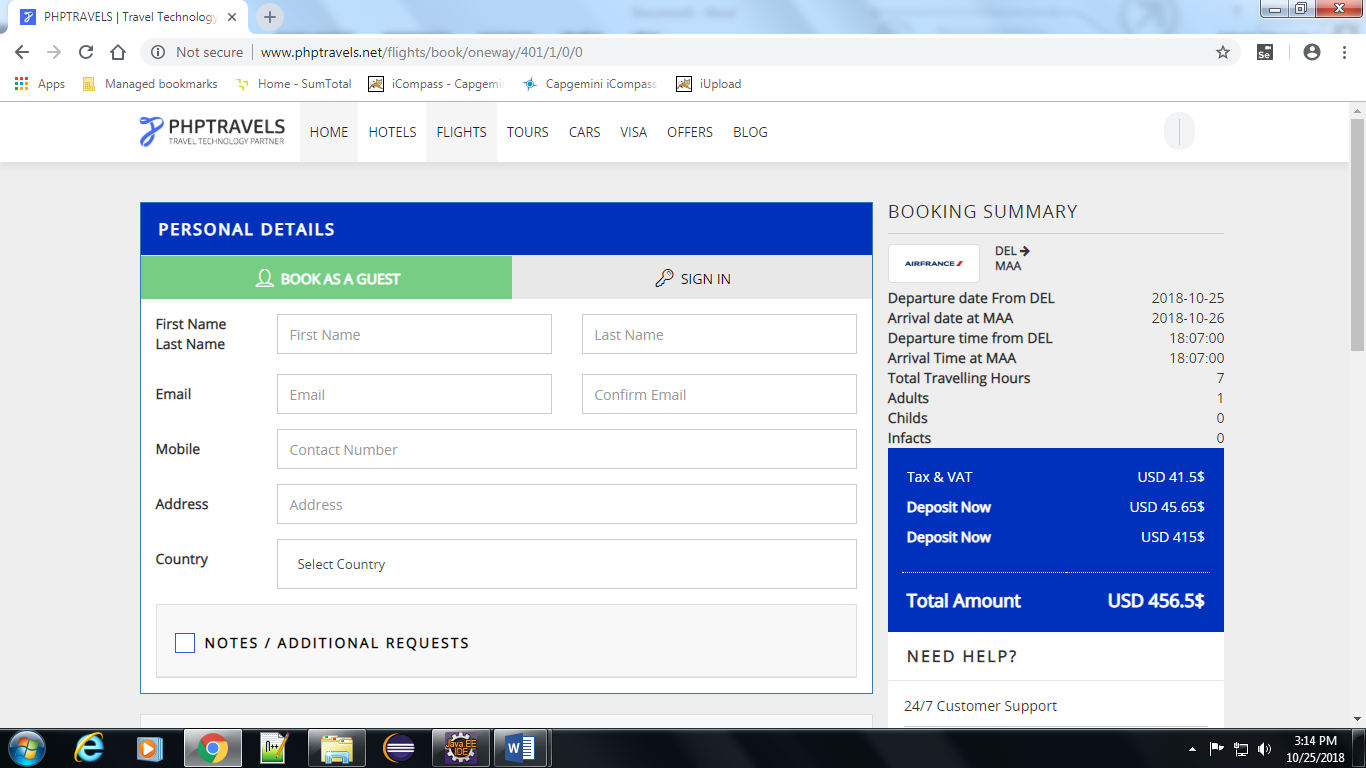 PHPTRAVELS | Travel Technology
Not secure | www.phptravels.net/flights/book/oneway/401/1/0/0
Se
Apps Managed bookmarks Home - SumTotal iCompass - Capgemi Capgemini iCompass iUpload
PHPTRAVELS
TRAVEL TECHNOLOGY PARTNER
HOME HOTELS FLIGHTS TOURS CARS VISA OFFERS BLOG
PERSONAL DETAILS
BOOK AS A GUEST SIGN IN
First Name
Last Name
First Name Last Name
Email Email Confirm Email
Mobile Contact Number
Address Address
Country Select Country
NOTES / ADDITIONAL REQUESTS
BOOKING SUMMARY
AIRFRANCE
DEL
MAA
Departure date From DEL 2018-10-25
Arrival date at MAA 2018-10-26
Departure time from DEL 18:07:00
Arrival Time at MAA 18:07:00
Total Travelling Hours 7
Adults 1
Childs 0
Infacts 0
Tax & VAT USD 41.5$
Deposit Now USD 45.65$
Deposit Now USD 415$
Total Amount USD 456.5$
NEED HELP?
24/7 Customer Support
Java EE
IDE
3:14 PM
10/25/2018